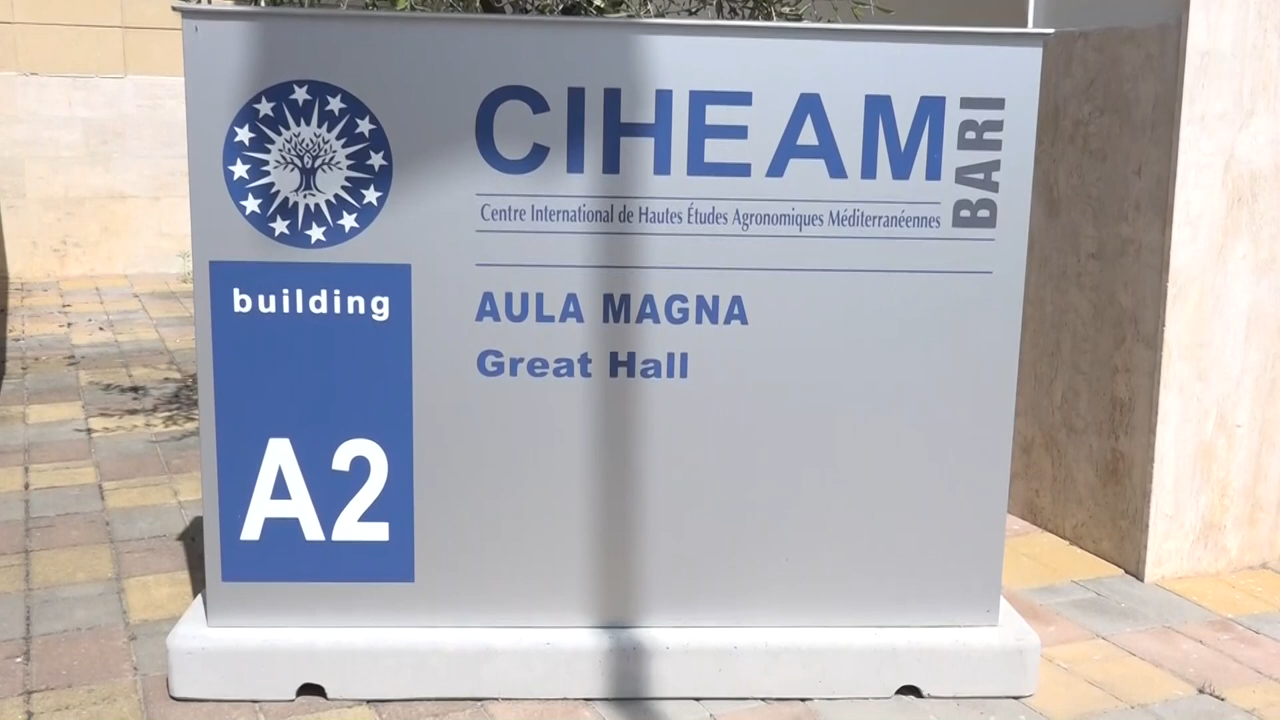 CIHEAM
BARI
Centre International de Hautes Études Agronomiques Méditerranéennes
building
A2
AULA MAGNA
Great Hall